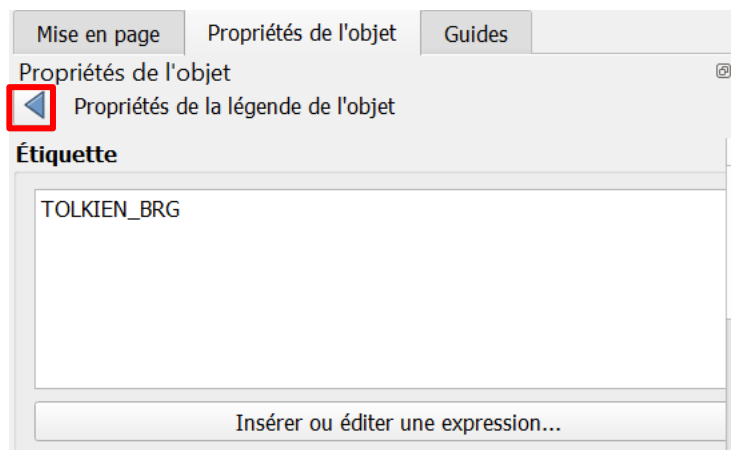 Mise en page Propriétés de l'objet Guides
Propriétés de l'objet
Propriétés de la légende de l'objet
Étiquette
TOLKIEN_BRG
Insérer ou éditer une expression...